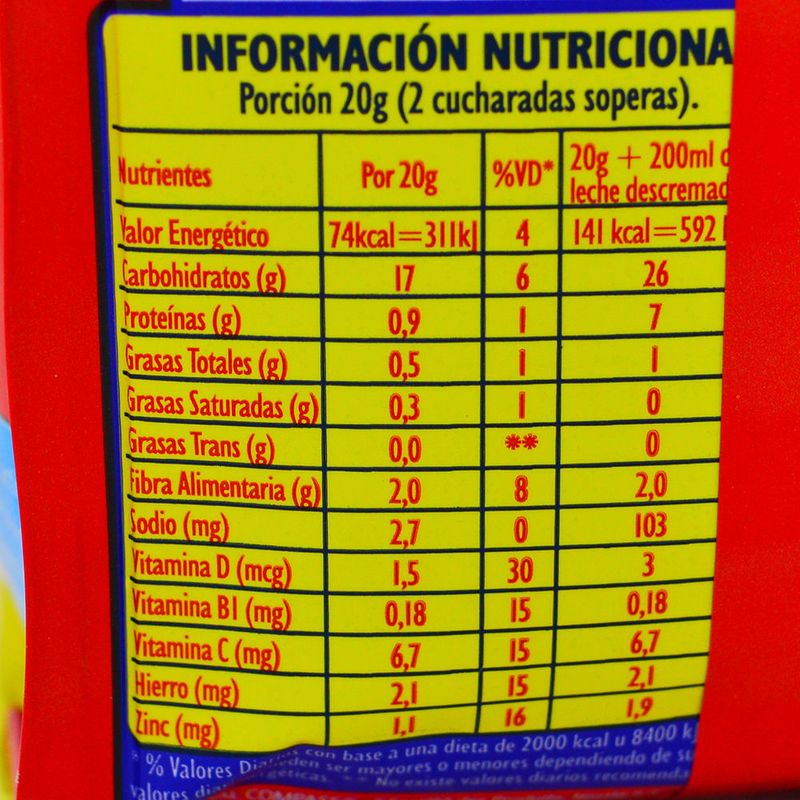 INFORMACIÓN NUTRICIONA
Porción 20g (2 cucharadas soperas).
Nutrientes Por 20g %VD* 20g + 200ml d
leche descremad
Valor Energético 74kcal=311kJ 4 141 kcal=592
Carbohidratos (g) 17 6 26
Proteínas (g) 0,9 1 7
Grasas Totales (g) 0,5 1 1
Grasas Saturadas (g) 0,3 1 0
Grasas Trans (g) 0,0 ** 0
Fibra Alimentaria (g) 2,0 8 2,0
Sodio (mg) 2,7 0 103
Vitamina D (mcg) 1,5 30 3
Vitamina B1 (mg) 0,18 15 0,18
Vitamina C (mg) 6,7 15 6,7
Hierro (mg) 2,1 15 2,1
Zinc (mg) 1,1 16 1,9
* % Valores con base a una dieta de 2000 kcal u 8400 k
valores ser mayores o menores dependiendo de su
** No existe valores diarios recomenda